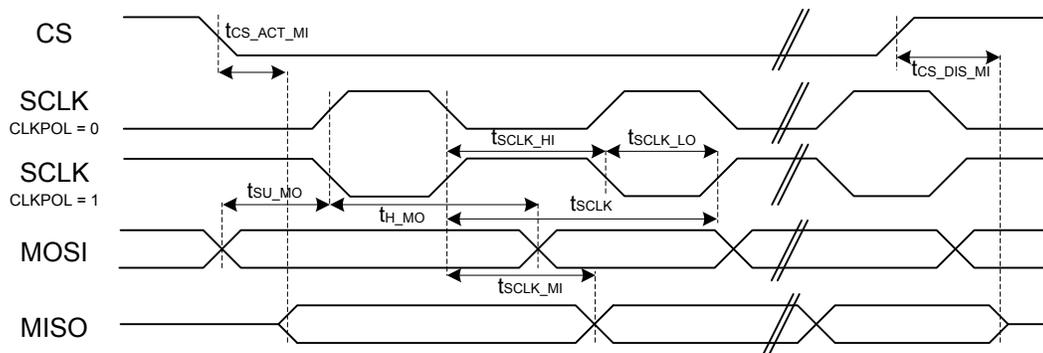 CS
tCS_ACT_MI
tCS_DIS_MI
SCLK
CLKPOL = 0
tSCLK_HI
tSCLK_LO
SCLK
CLKPOL = 1
tSU_MO
tH_MO
tSCLK
MOSI
tSCLK_MI
MISO